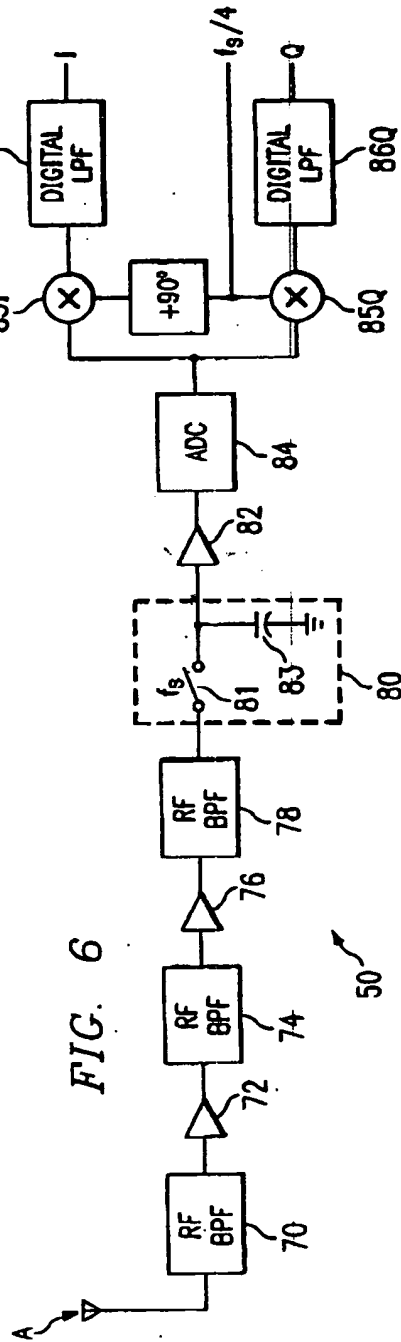 FIG. 6
A
RF
BPF
70
72
RF
BPF
74
76
RF
BPF
78
fs
81
83
80
82
ADC
84
+90°
85Q
DIGITAL
LPF
I
fs/4
DIGITAL
LPF
86Q
Q
50